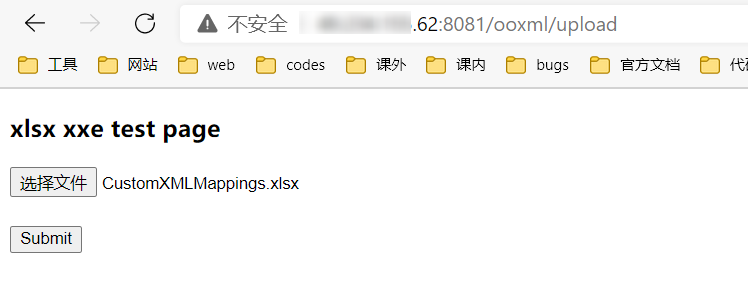 不安全 .62:8081/ooxml/upload
工具 网站 web codes 课外 课内 bugs 官方文档
xlsx xxe test page
选择文件 CustomXMLMappings.xlsx
Submit